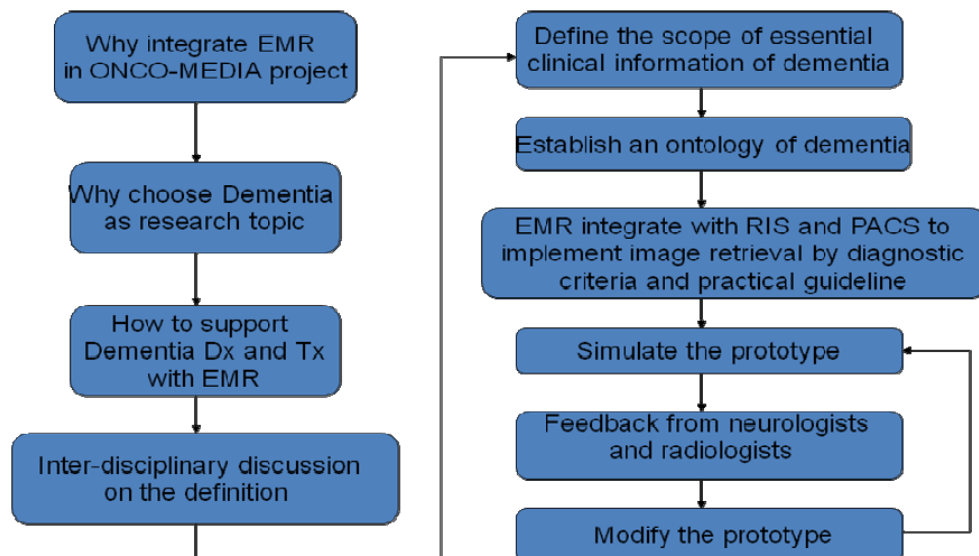 Why integrate EMR
in ONCO-MEDIA project
Why choose Dementia
as research topic
How to support
Dementia Dx and Tx
with EMR
Inter-disciplinary discussion
on the definition
Define the scope of essential
clinical information of dementia
Establish an ontology of dementia
EMR integrate with RIS and PACS to
implement image retrieval by diagnostic
criteria and practical guideline
Simulate the prototype
Feedback from neurologists
and radiologists
Modify the prototype